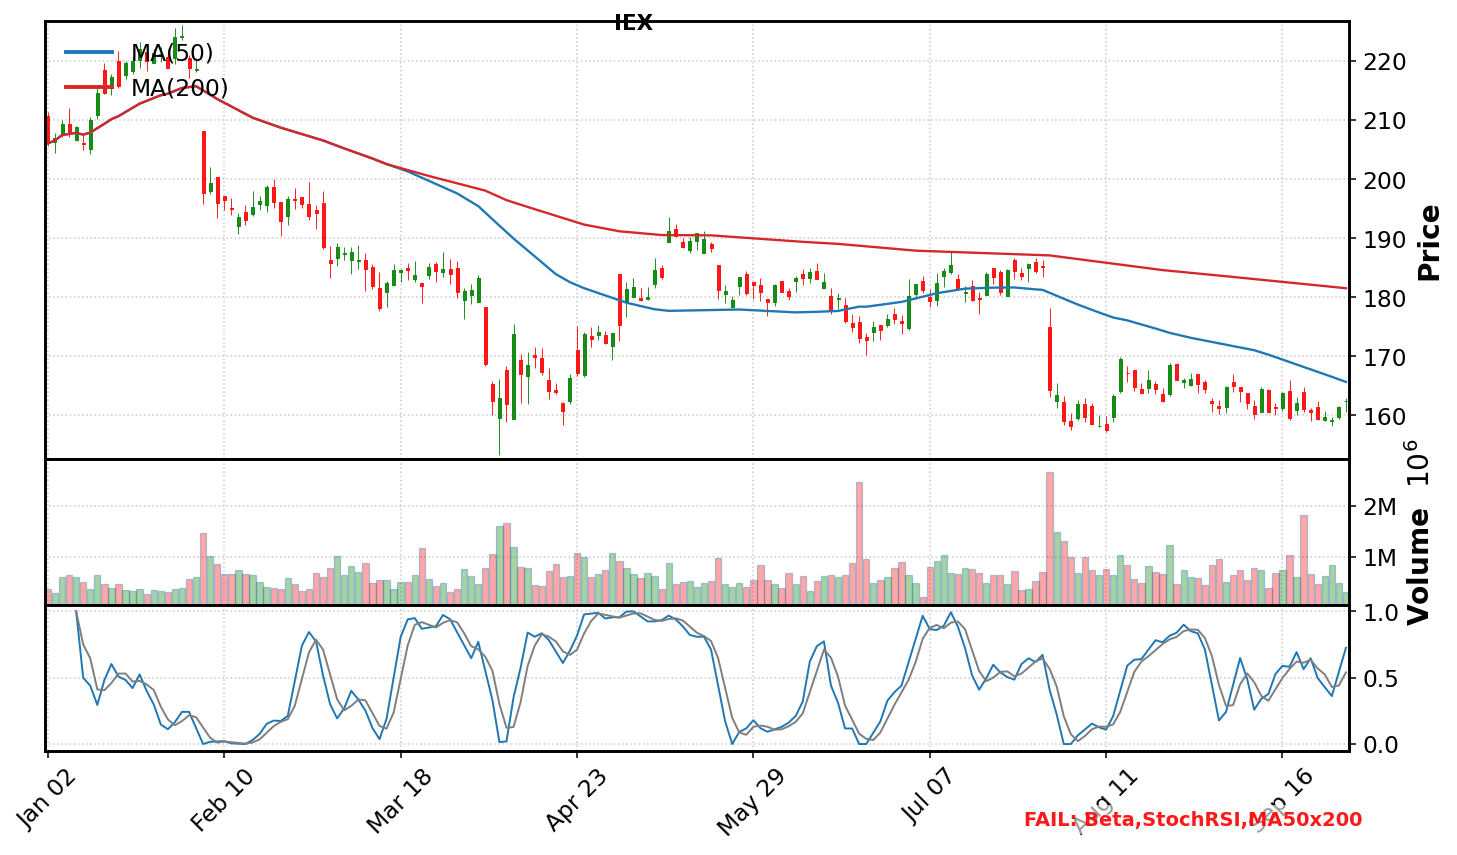 IEX
MA(50)
MA(200)
220
210
200
190
180
170
160
Price
2M
1M
Volume 10^6
1.0
0.5
0.0
Jan 02
Feb 10
Mar 18
Apr 23
May 29
Jul 07
Aug 11
Sep 16
FAIL: Beta,StochRSI,MA50x200